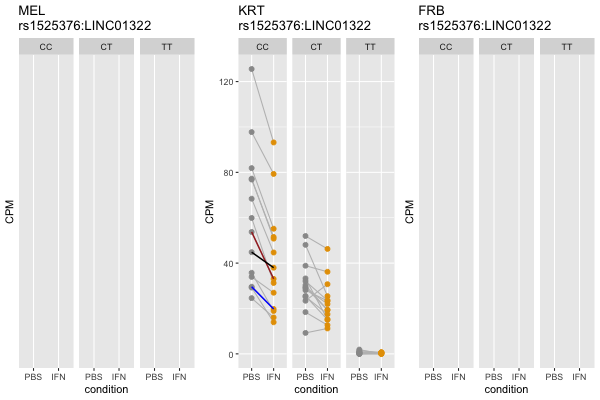 MEL
rs1525376:LINC01322
CC CT TT
CPM
PBS IFN PBS IFN PBS IFN
condition
KRT
rs1525376:LINC01322
CC CT TT
120
80
40
0
CPM
PBS IFN PBS IFN PBS IFN
condition
FRB
rs1525376:LINC01322
CC CT TT
CPM
PBS IFN PBS IFN PBS IFN
condition